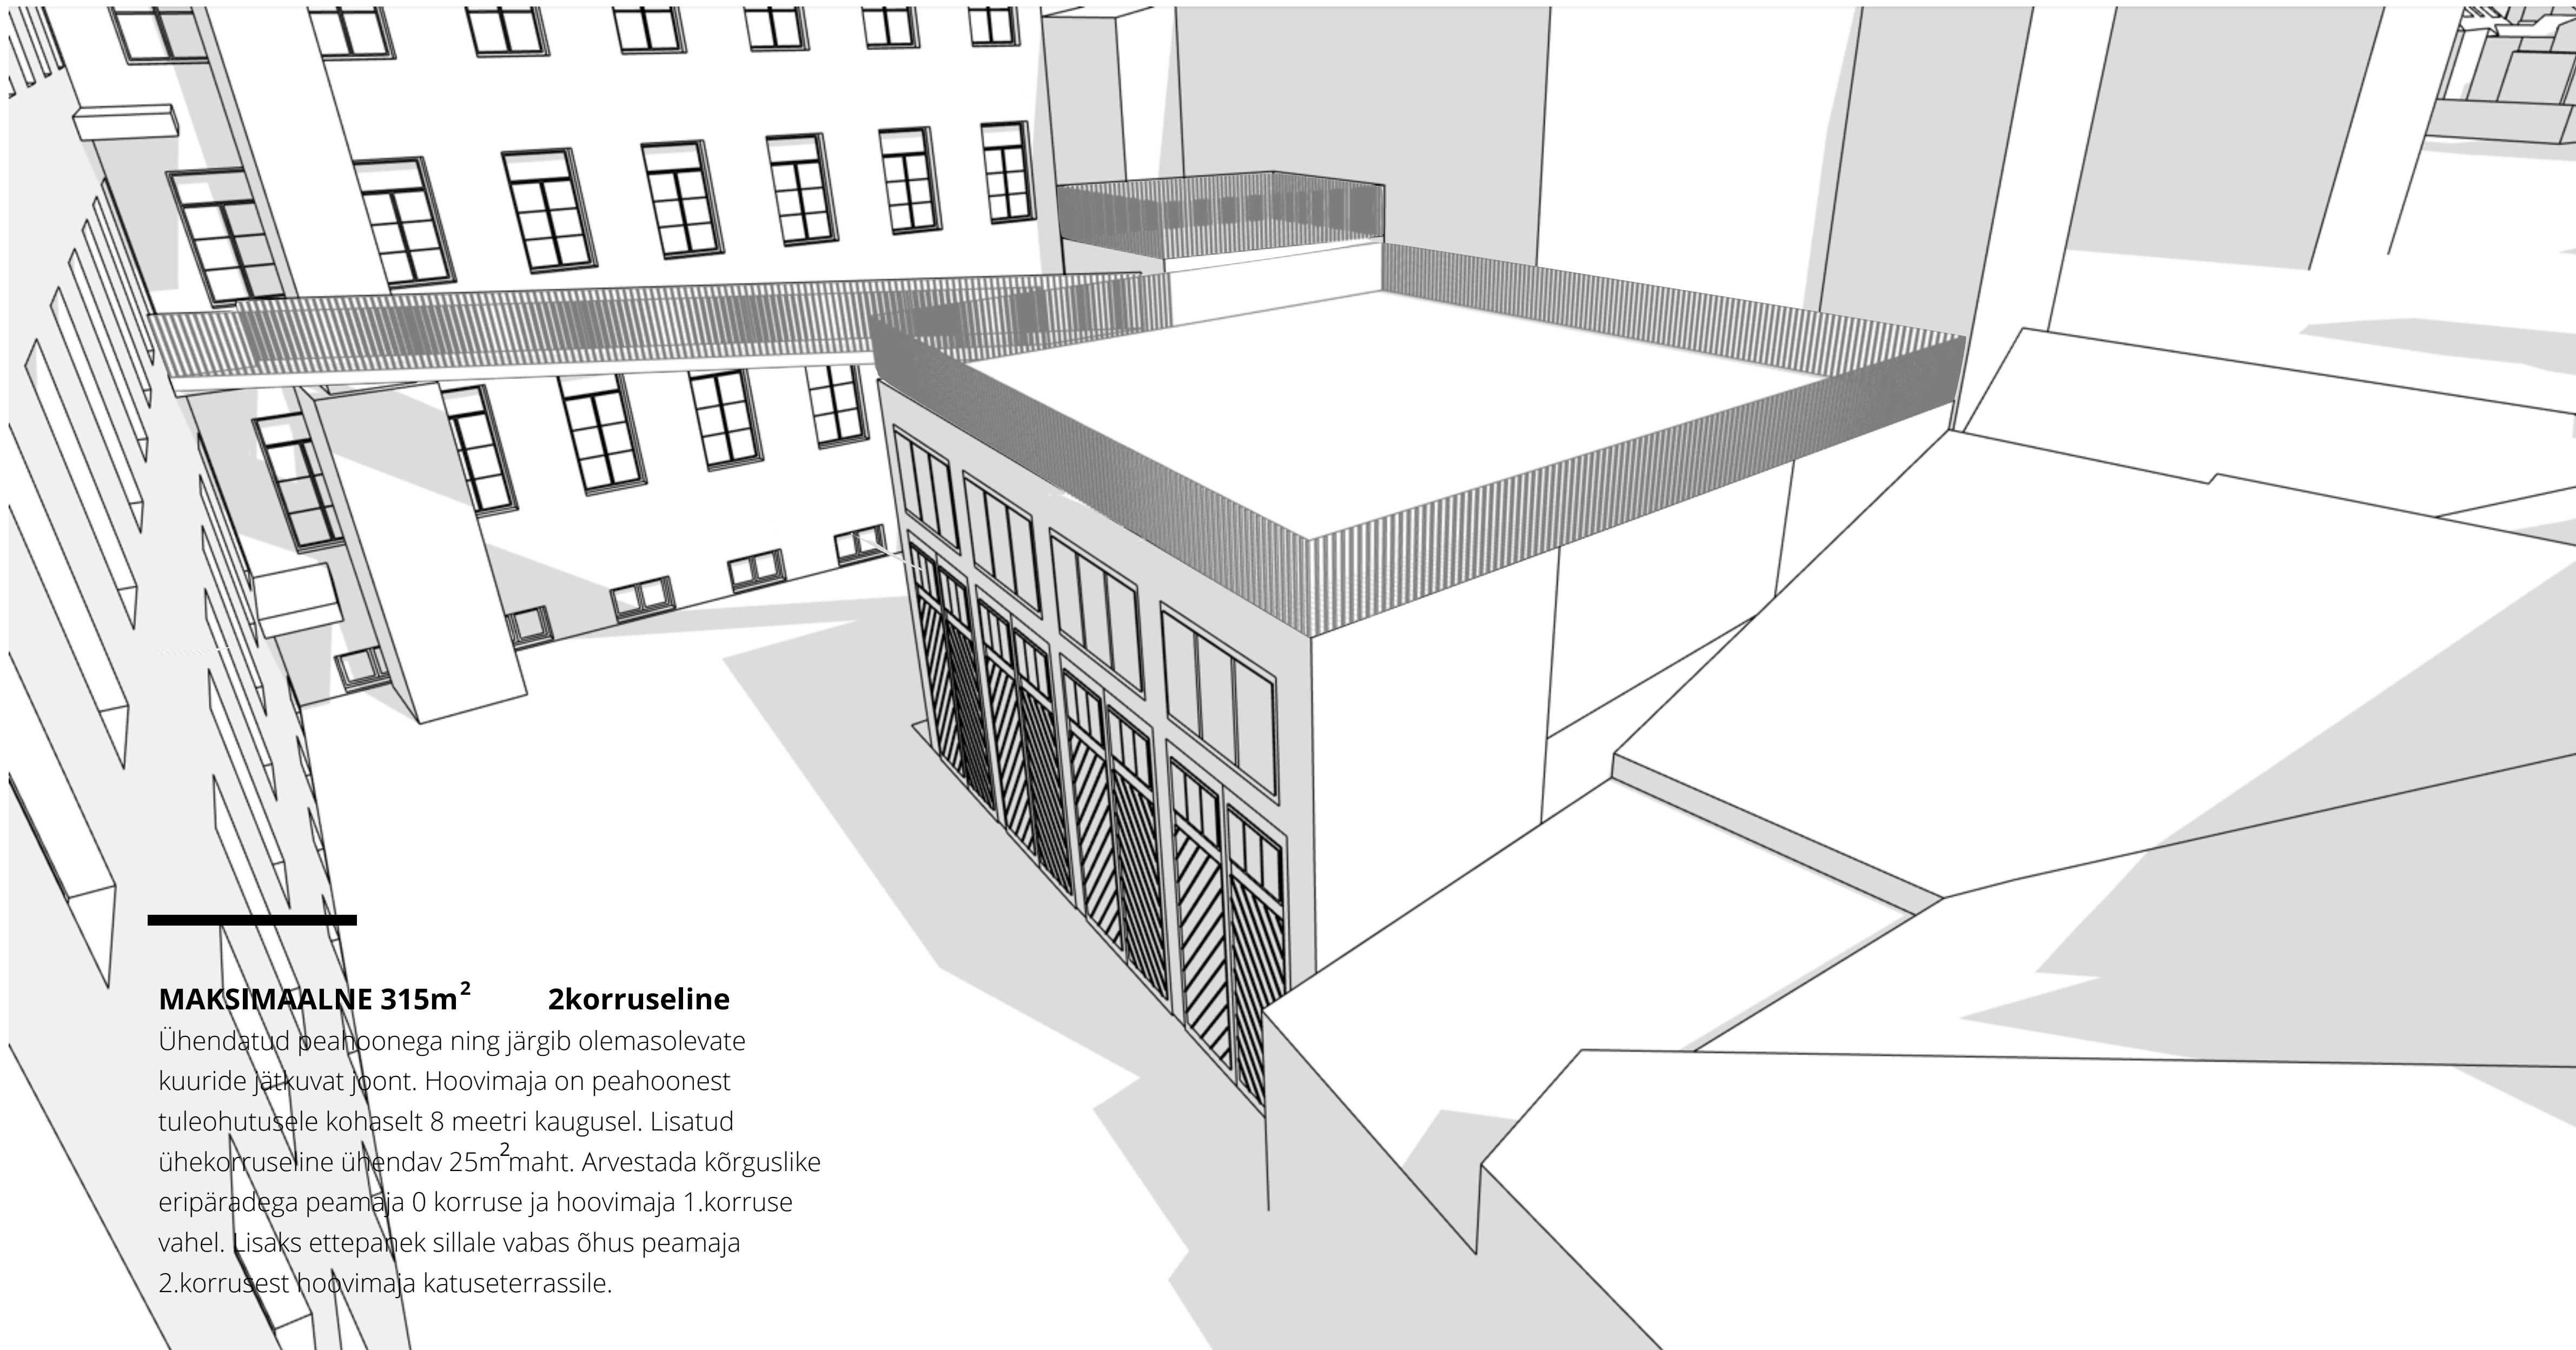 MAKSIMAALNE 315m² 2korruseline
Ühendatud peahoonega ning järgib olemasolevate
kuuride jätkuvat joont. Hoovimaja on peahoonest
tuleohutusele kohaselt 8 meetri kaugusel. Lisatud
ühekorruseline ühendav 25m²maht. Arvestada kõrguslike
eripäradega peamaja 0 korruse ja hoovimaja 1.korruse
vahel. Lisaks ettepanek sillale vabas õhus peamaja
2.korrusest hoovimaja katuseterrassile.